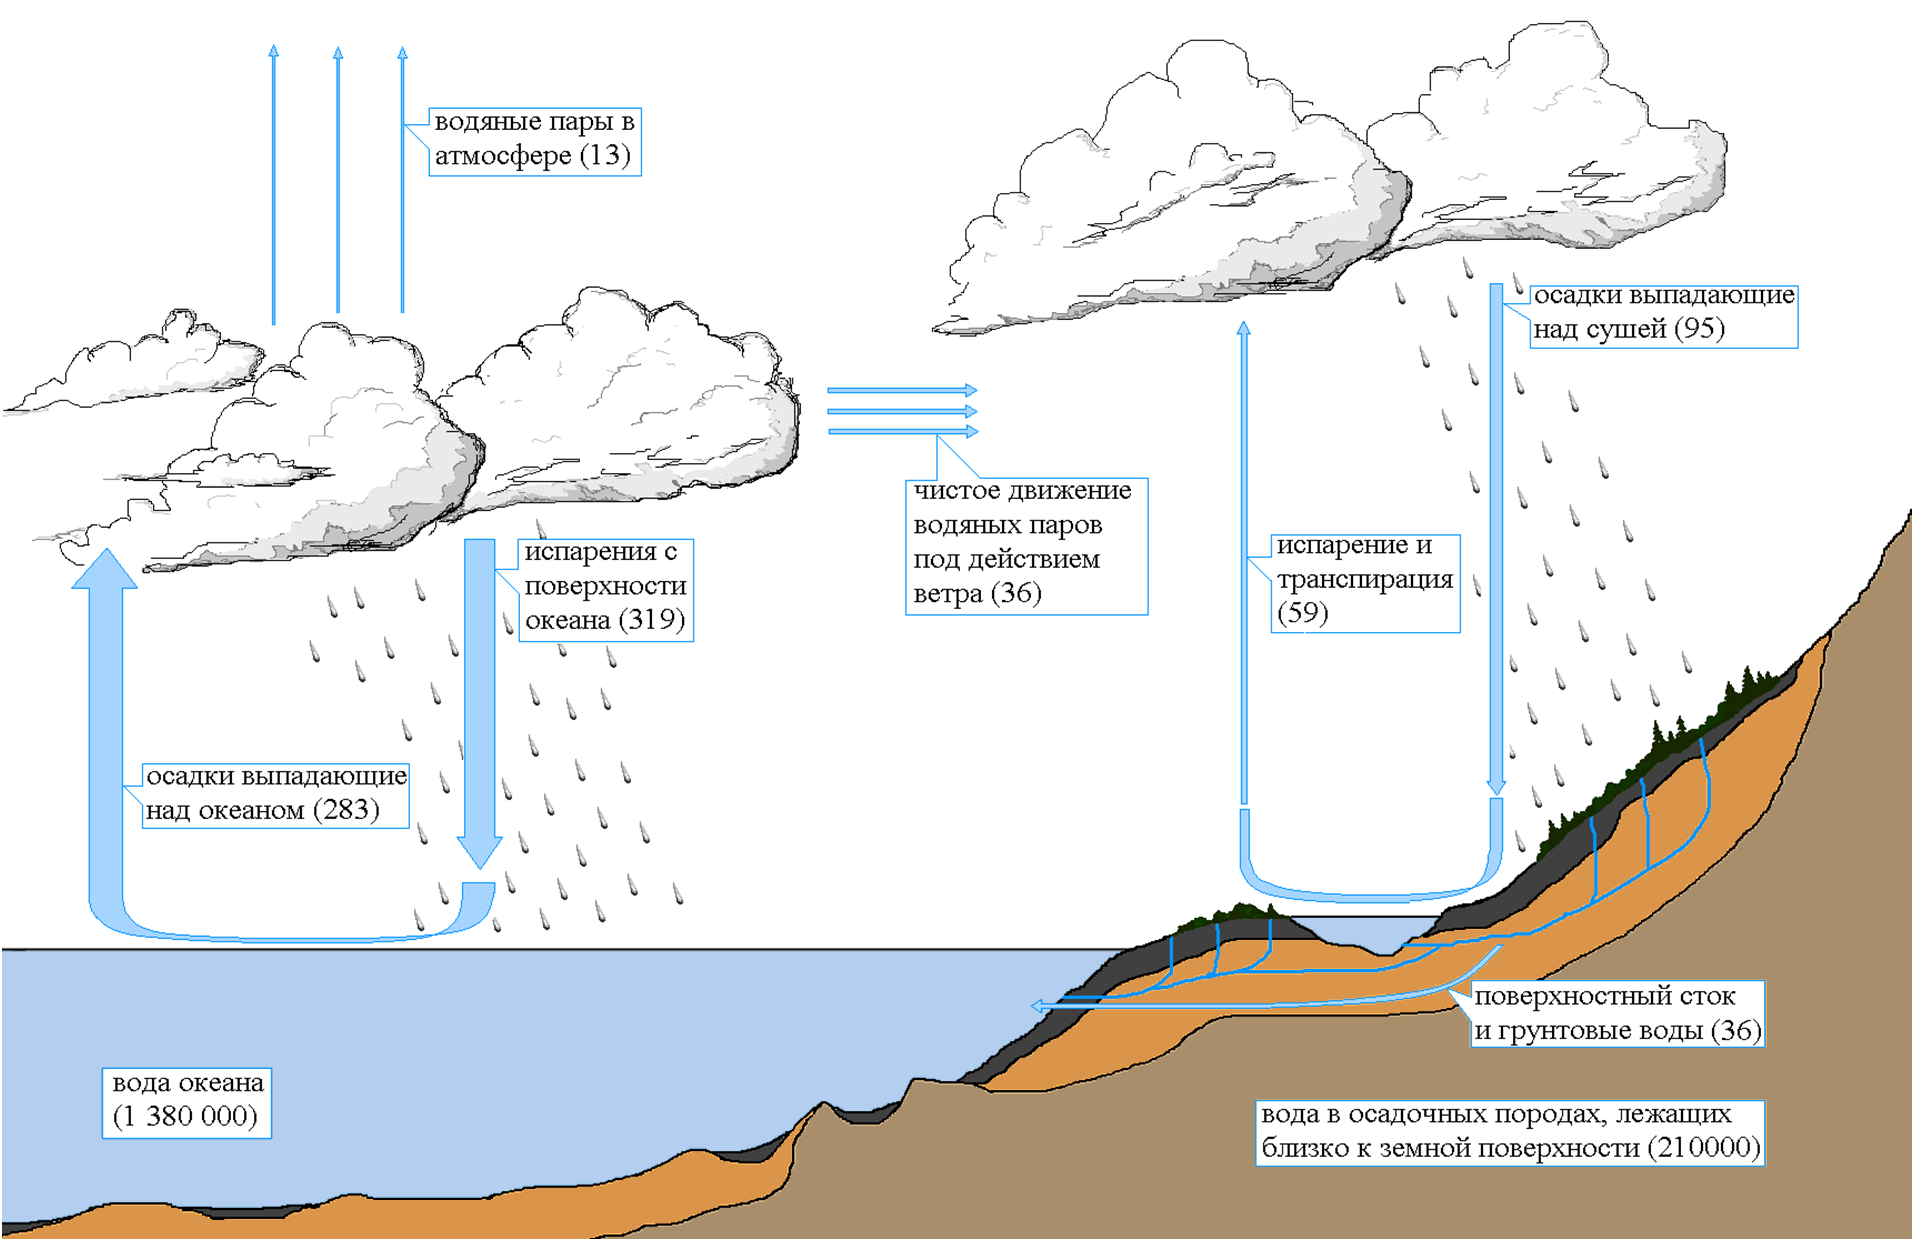 водяные пары в
атмосфере (13)
осадки выпадающие
над сушей (95)
чистое движение
водяных паров
под действием
ветра (36)
испарения с
поверхности
океана (319)
испарение и
транспирация
(59)
осадки выпадающие
над океаном (283)
поверхностный сток
и грунтовые воды (36)
вода океана
(1 380 000)
вода в осадочных породах, лежащих
близко к земной поверхности (210000)